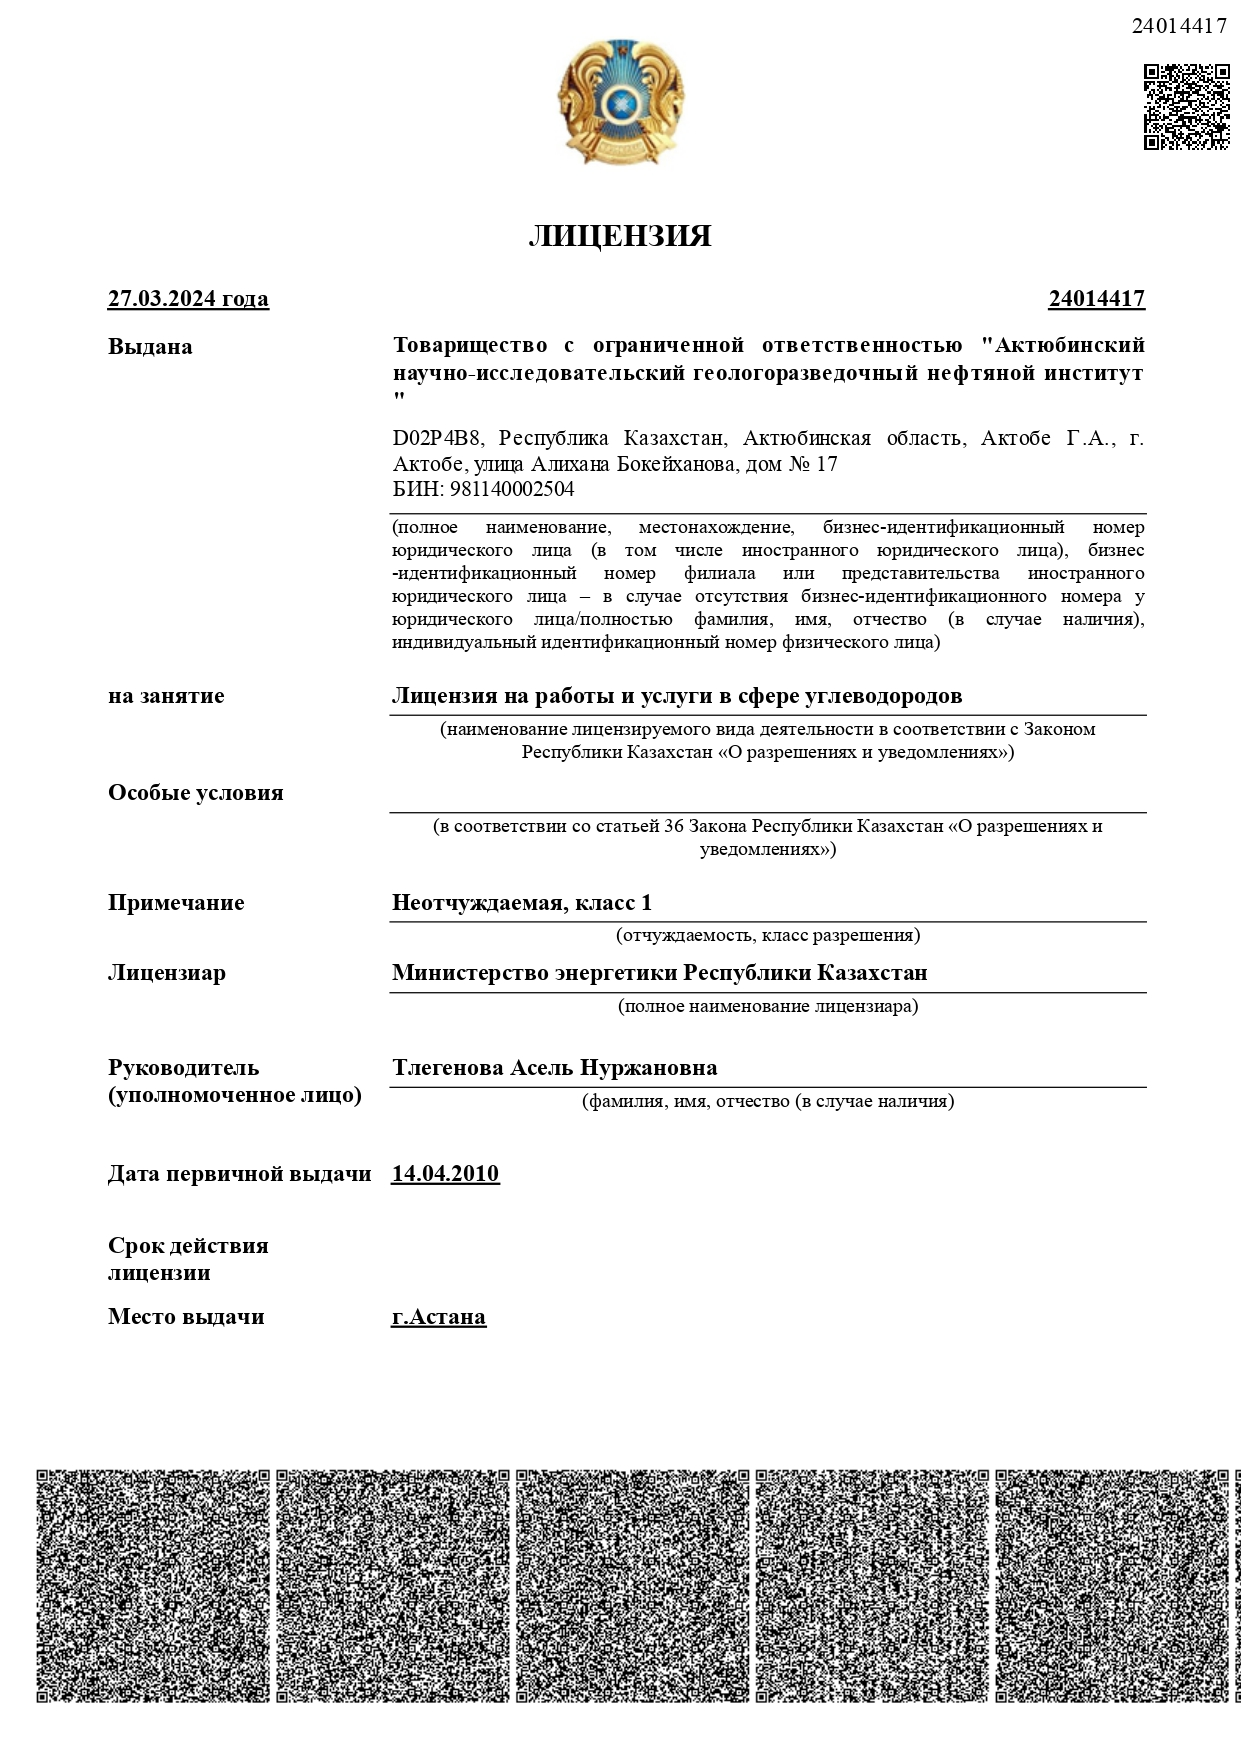 24014417
ЛИЦЕНЗИЯ
27.03.2024 года
24014417
Выдана
Товарищество с ограниченной ответственностью "Актюбинский
научно-исследовательский геологоразведочный нефтяной институт
"
D02P4B8, Республика Казахстан, Актюбинская область, Актобе Г.А., г.
Актобе, улица Алихана Бокейханова, дом № 17
БИН: 981140002504
(полное наименование, местонахождение, бизнес-идентификационный номер
юридического лица (в том числе иностранного юридического лица), бизнес
-идентификационный номер филиала или представительства иностранного
юридического лица – в случае отсутствия бизнес-идентификационного номера у
юридического лица/полностью фамилия, имя, отчество (в случае наличия),
индивидуальный идентификационный номер физического лица)
на занятие
Лицензия на работы и услуги в сфере углеводородов
(наименование лицензируемого вида деятельности в соответствии с Законом
Республики Казахстан «О разрешениях и уведомлениях»)
Особые условия
(в соответствии со статьей 36 Закона Республики Казахстан «О разрешениях и
уведомлениях»)
Примечание
Неотчуждаемая, класс 1
(отчуждаемость, класс разрешения)
Лицензиар
Министерство энергетики Республики Казахстан
(полное наименование лицензиара)
Руководитель
(уполномоченное лицо)
Тлегенова Асель Нуржановна
(фамилия, имя, отчество (в случае наличия)
Дата первичной выдачи
14.04.2010
Срок действия
лицензии
Место выдачи
г.Астана